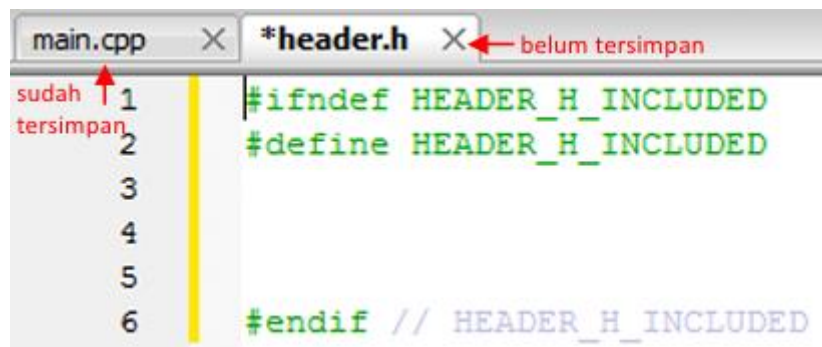 main.cpp × *header.h × belum tersimpan
sudah tersimpan
1 #ifndef HEADER_H_INCLUDED
2 #define HEADER_H_INCLUDED
3
4
5
6 #endif // HEADER_H_INCLUDED